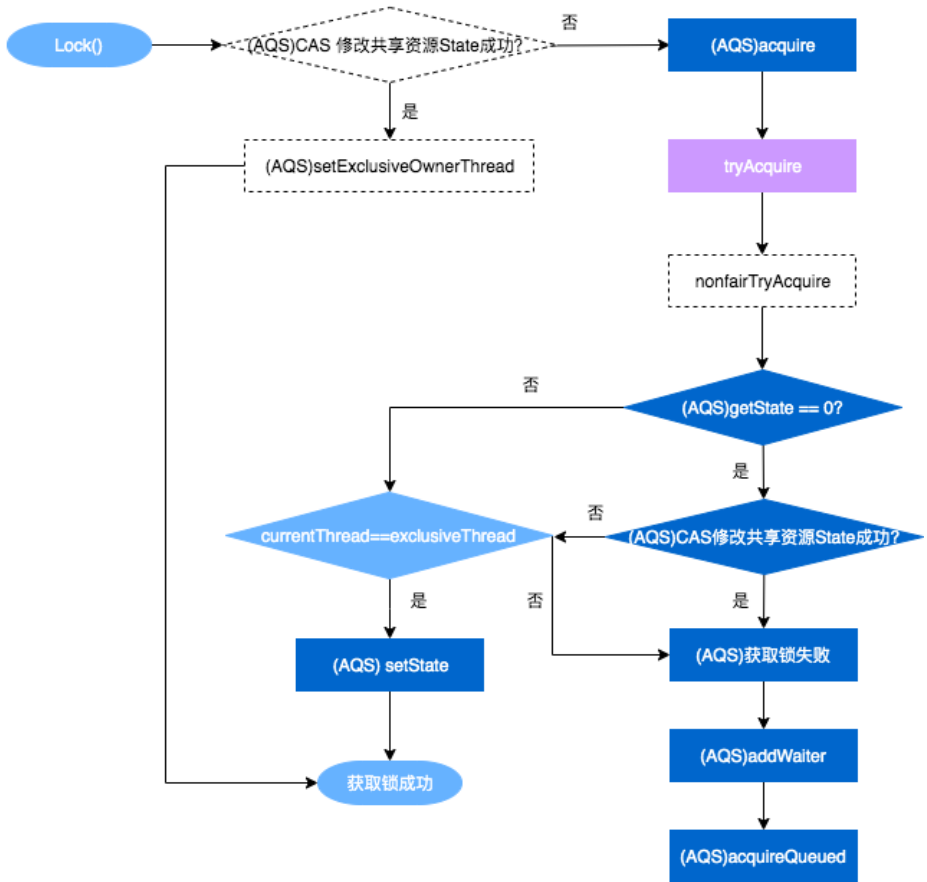 Lock()
(AQS)CAS 修改共享资源State成功?
否
(AQS)acquire
是
(AQS)setExclusiveOwnerThread
tryAcquire
nonfairTryAcquire
否
(AQS)getState == 0?
是
currentThread==exclusiveThread
否
(AQS)CAS修改共享资源State成功?
是
否
是
(AQS) setState
(AQS)获取锁失败
(AQS)addWaiter
获取锁成功
(AQS)acquireQueued